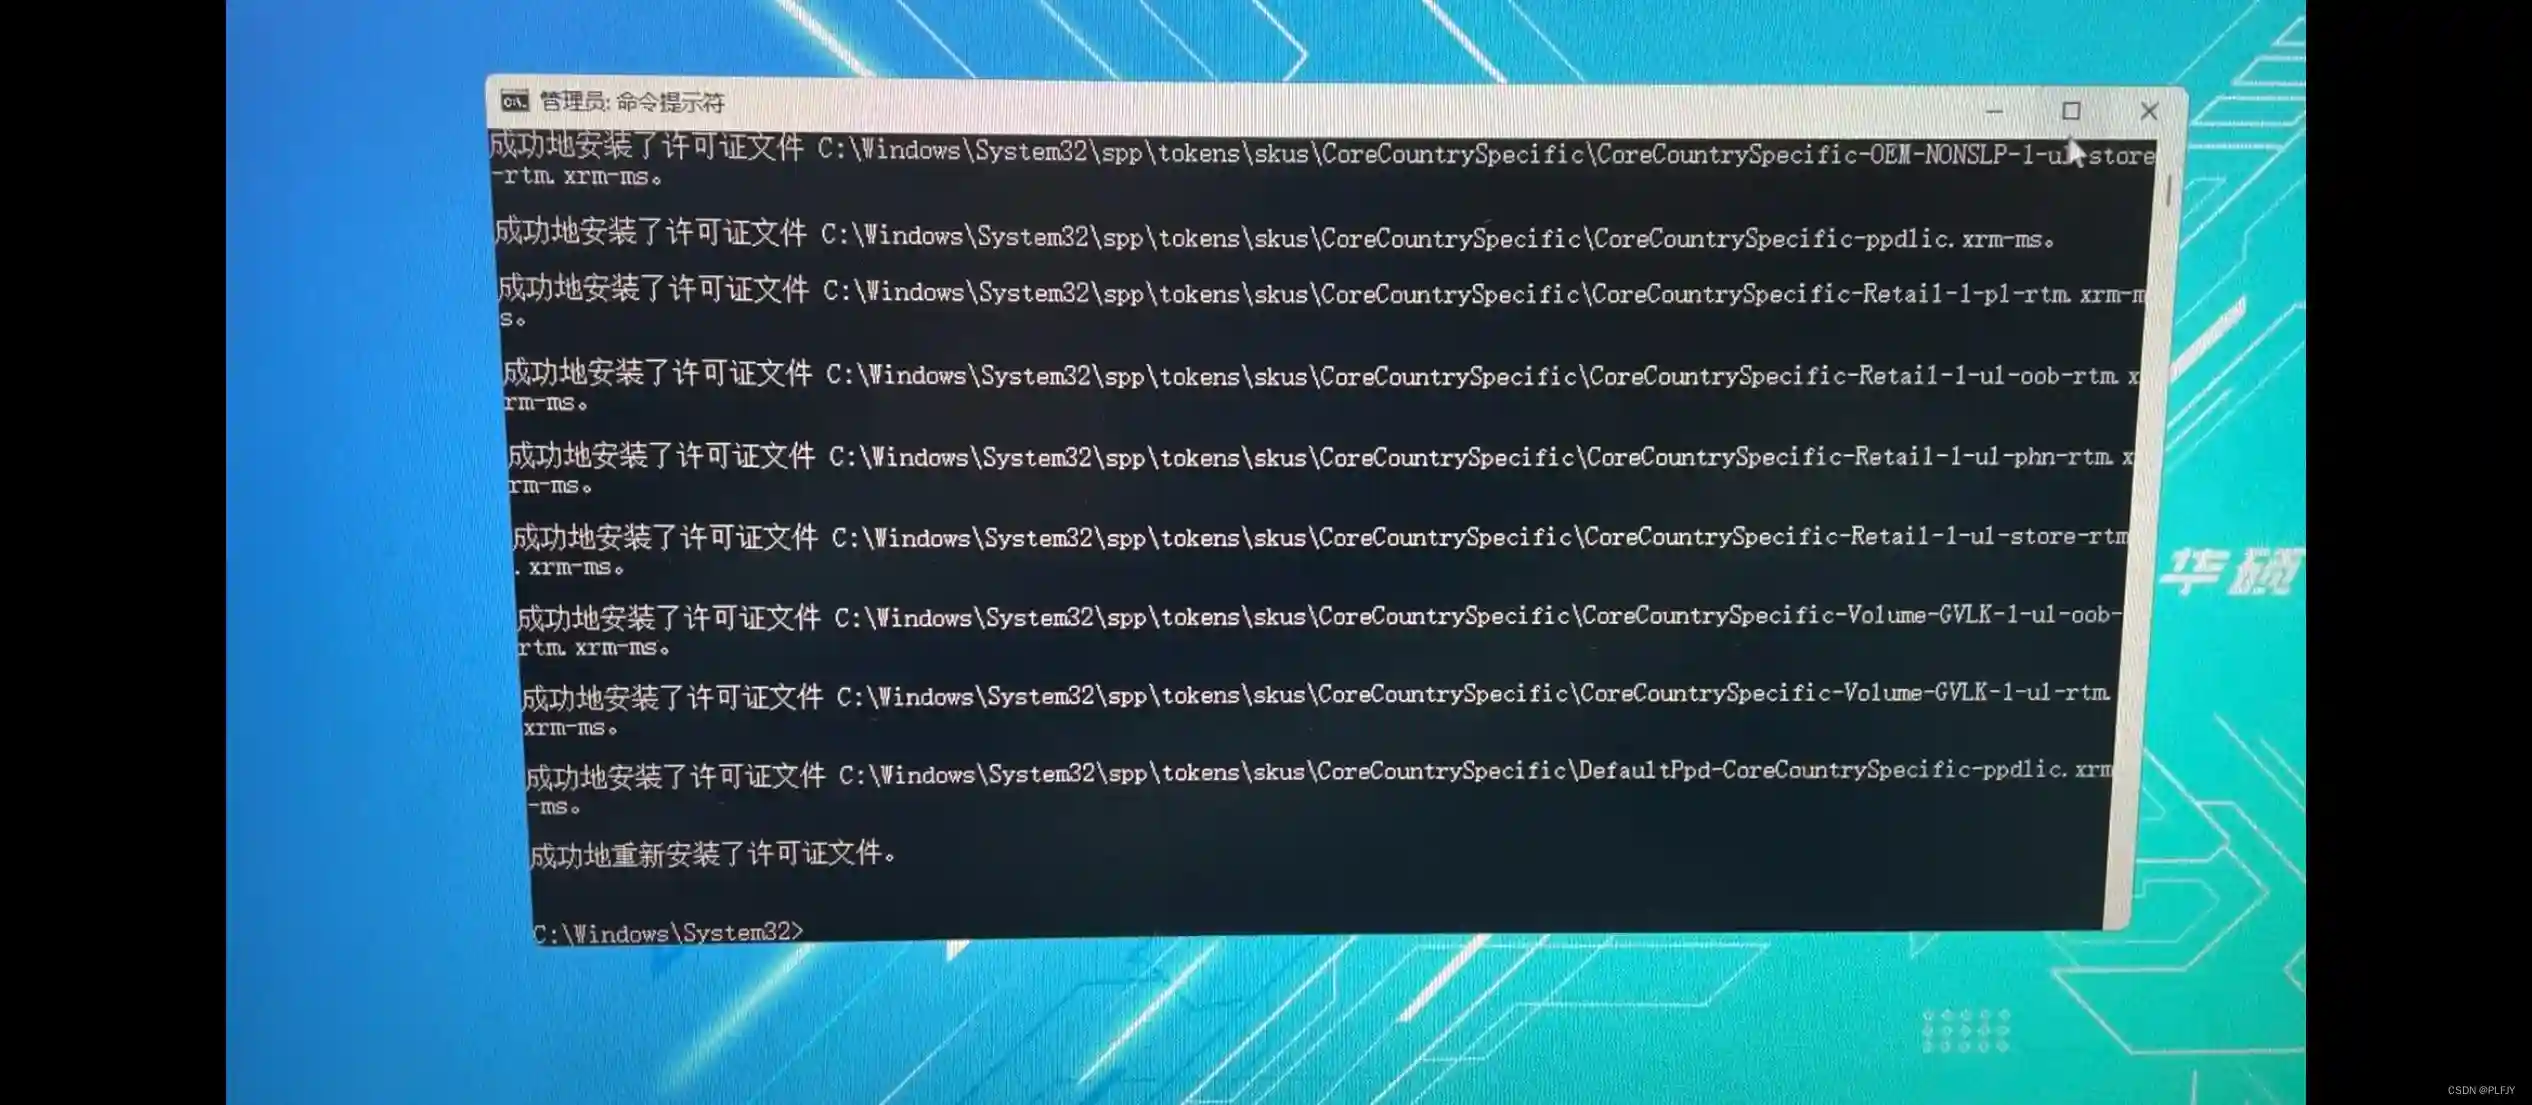 管理员: 命令提示符
成功地安装了许可证文件 C:\Windows\System32\spp\tokens\skus\CoreCountrySpecific\CoreCountrySpecific-OEM-NONSLP-1-ul-store
-rtm.xrm-ms。
成功地安装了许可证文件 C:\Windows\System32\spp\tokens\skus\CoreCountrySpecific\CoreCountrySpecific-ppdlic.xrm-ms。
成功地安装了许可证文件 C:\Windows\System32\spp\tokens\skus\CoreCountrySpecific\CoreCountrySpecific-Retail-1-pl-rtm.xrm-m
s。
成功地安装了许可证文件 C:\Windows\System32\spp\tokens\skus\CoreCountrySpecific\CoreCountrySpecific-Retail-1-ul-oob-rtm.x
rm-ms。
成功地安装了许可证文件 C:\Windows\System32\spp\tokens\skus\CoreCountrySpecific\CoreCountrySpecific-Retail-1-ul-phn-rtm.x
rm-ms。
成功地安装了许可证文件 C:\Windows\System32\spp\tokens\skus\CoreCountrySpecific\CoreCountrySpecific-Retail-1-ul-store-rtm
.xrm-ms。
成功地安装了许可证文件 C:\Windows\System32\spp\tokens\skus\CoreCountrySpecific\CoreCountrySpecific-Volume-GVLK-1-ul-oob-
rtm.xrm-ms。
成功地安装了许可证文件 C:\Windows\System32\spp\tokens\skus\CoreCountrySpecific\CoreCountrySpecific-Volume-GVLK-1-ul-rtm.
xrm-ms。
成功地安装了许可证文件 C:\Windows\System32\spp\tokens\skus\CoreCountrySpecific\DefaultPpd-CoreCountrySpecific-ppdlic.xrm
-ms。
成功地重新安装了许可证文件。
C:\Windows\System32>
华硕
CSDN @PLFJY